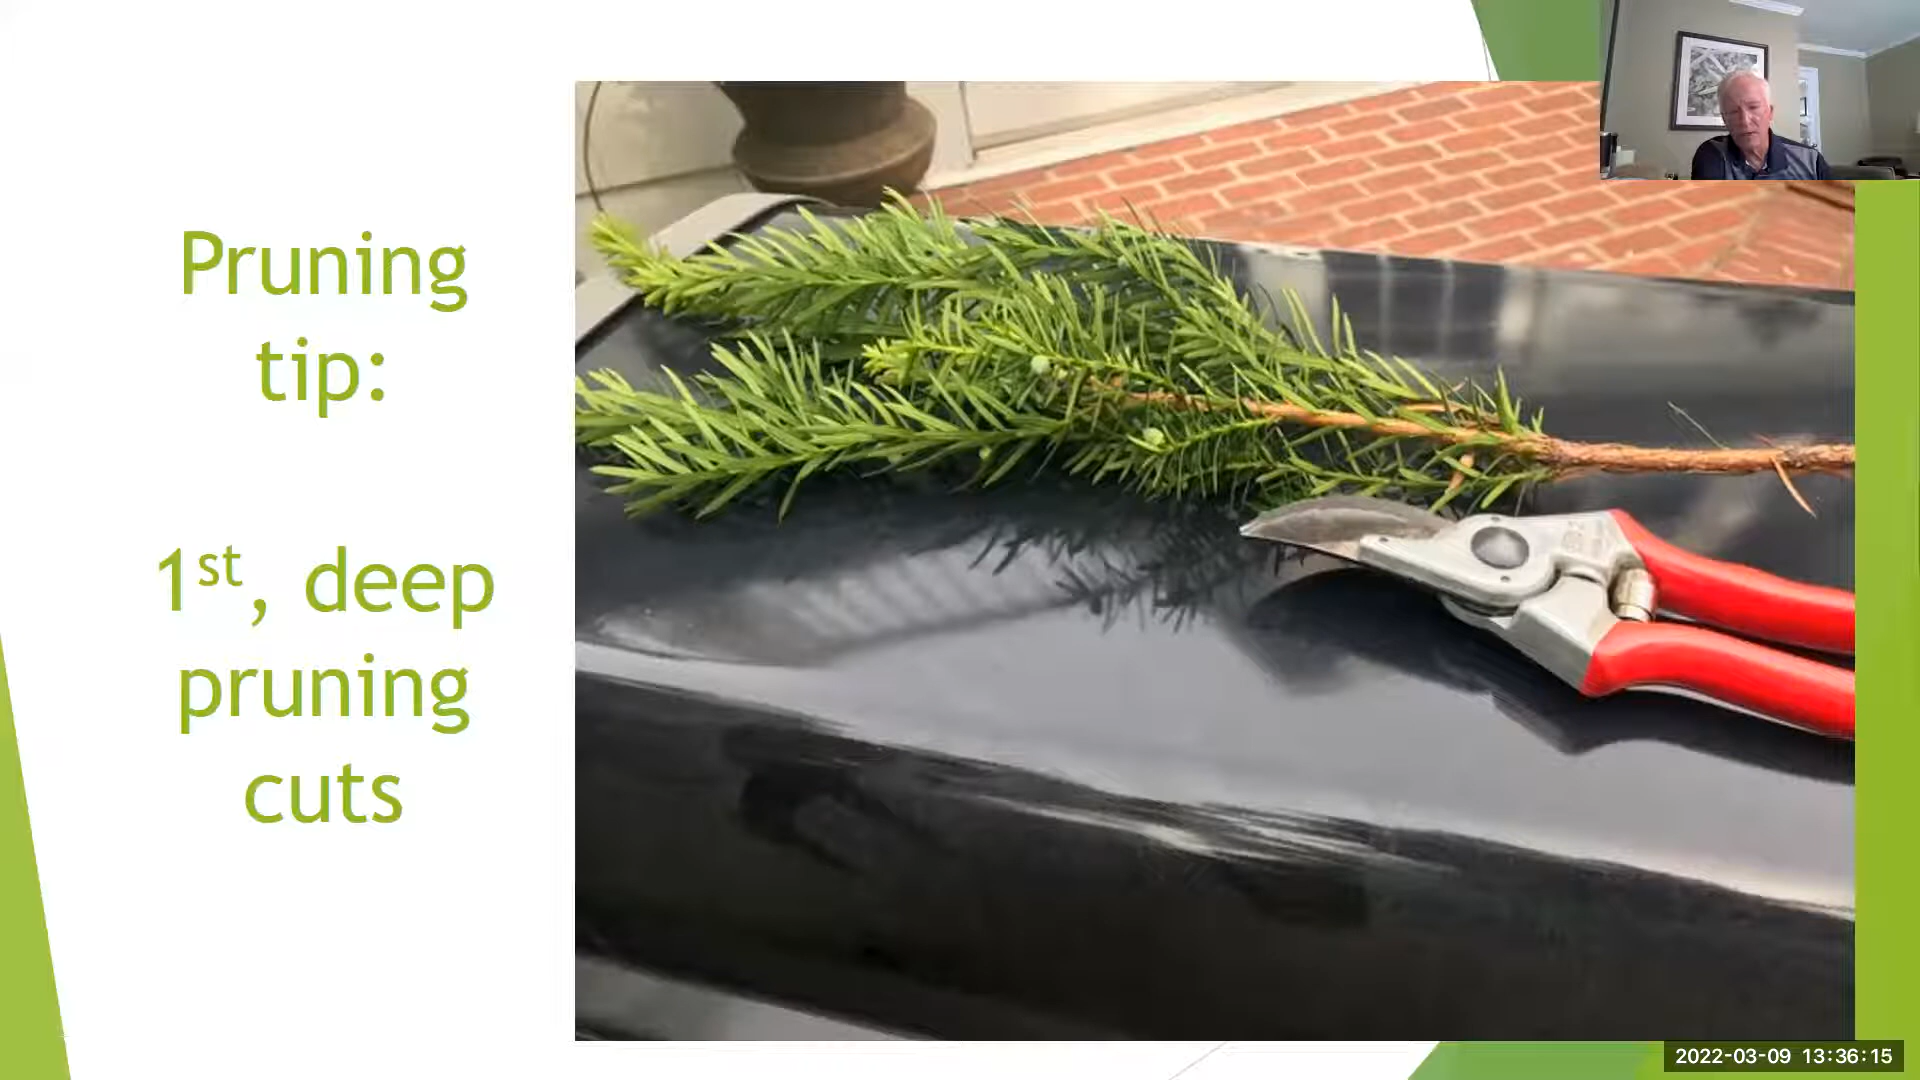 Pruning
tip:
1st, deep
pruning
cuts
2022-03-09 13:36:15